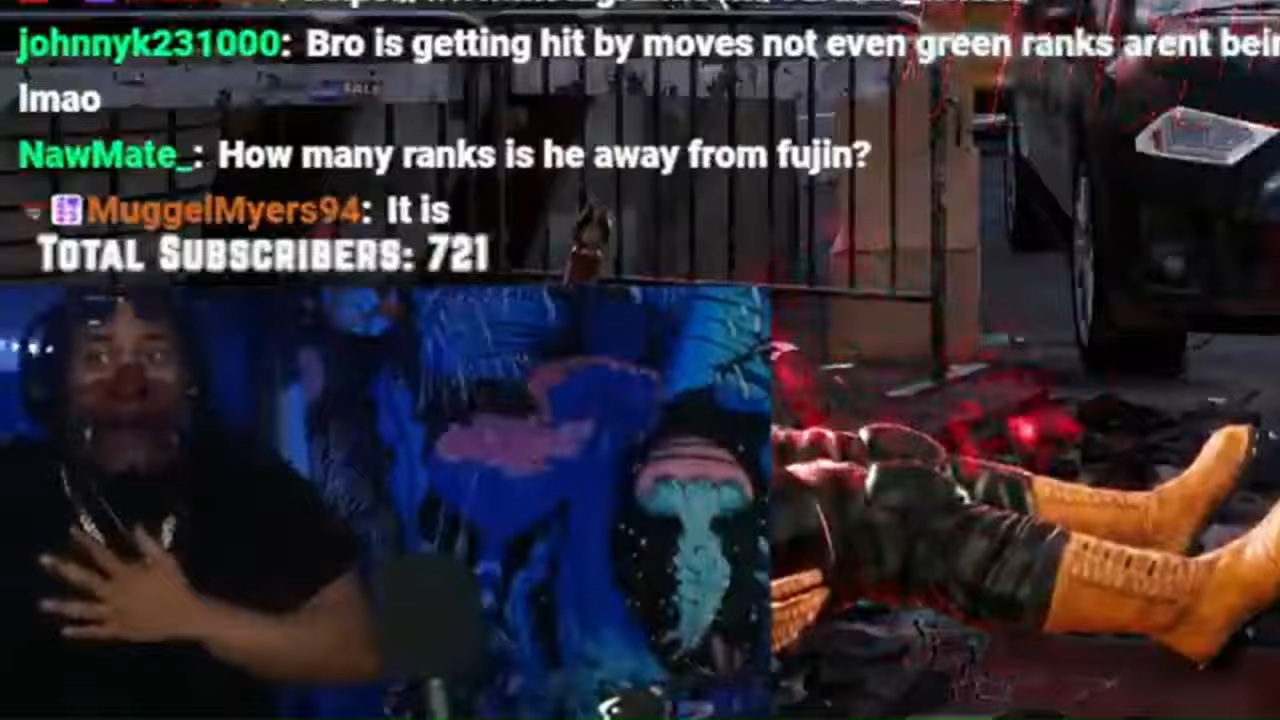 johnnyk231000: Bro is getting hit by moves not even green ranks arent bein
lmao
NawMate_: How many ranks is he away from fujin?
MuggelMyers94: It is
TOTAL SUBSCRIBERS: 721